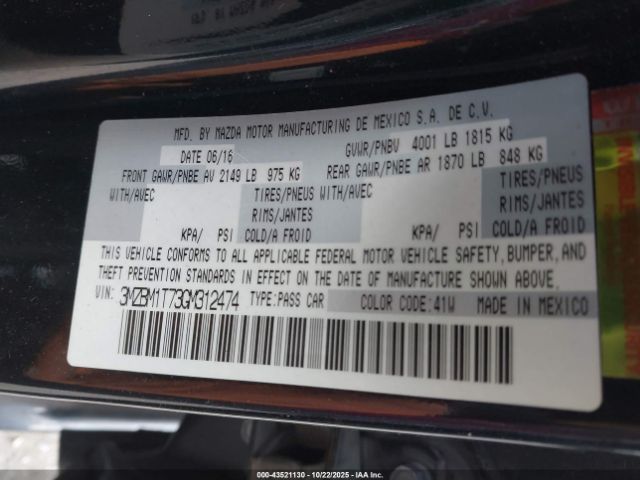 MFD. BY MAZDA MOTOR MANUFACTURING DE MEXICO S.A. DE C.V.
DATE 06/16 GVWR/PNBV 4001 LB 1815 KG
FRONT GAWR/PNBE AV 2149 LB 975 KG REAR GAWR/PNBE AR 1870 LB 848 KG
WITH/AVEC TIRES/PNEUS WITH/AVEC TIRES/PNEUS
RIMS/JANTES RIMS/JANTES
KPA/ PSI COLD/A FROID KPA/ PSI COLD/A FROID
THIS VEHICLE CONFORMS TO ALL APPLICABLE FEDERAL MOTOR VEHICLE SAFETY, BUMPER, AND
THEFT PREVENTION STANDARDS IN EFFECT ON THE DATE OF MANUFACTURE SHOWN ABOVE.
VIN: 3MZBM1T73GM312474 TYPE:PASS CAR COLOR CODE:41W MADE IN MEXICO
000-43521130 - 10/22/2025 - IAA, Inc.